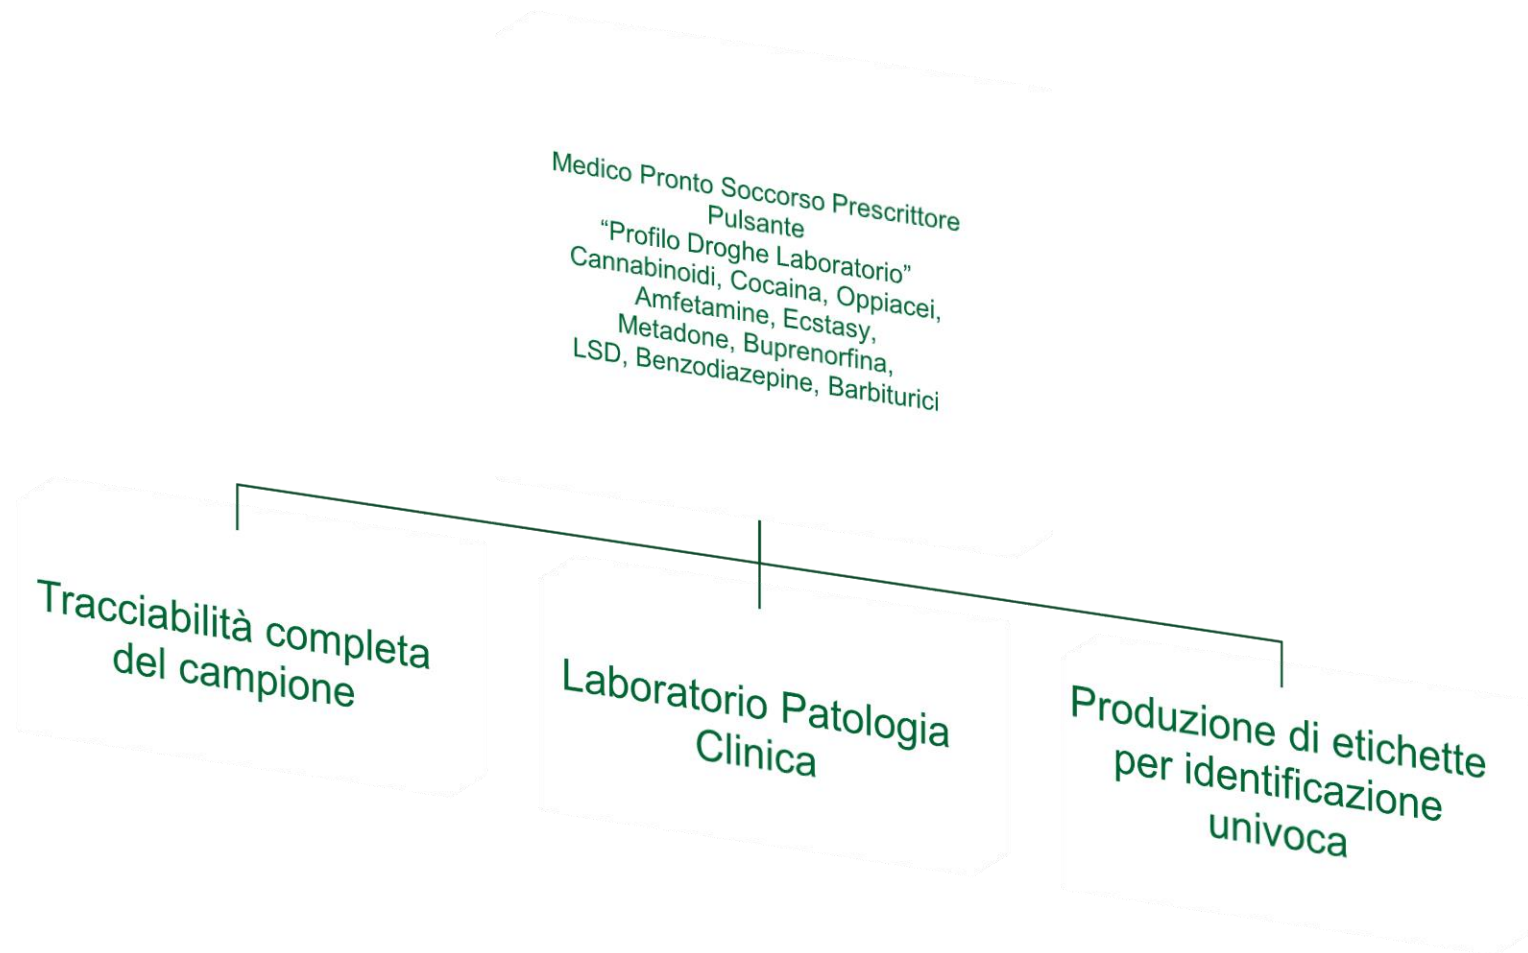 Medico Pronto Soccorso Prescrittore
Pulsante
“Profilo Droghe Laboratorio”
Cannabinoidi, Cocaina, Oppiacei,
Amfetamine, Ecstasy,
Metadone, Buprenorfina,
LSD, Benzodiazepine, Barbiturici
Tracciabilità completa
del campione
Laboratorio Patologia
Clinica
Produzione di etichette
per identificazione
univoca